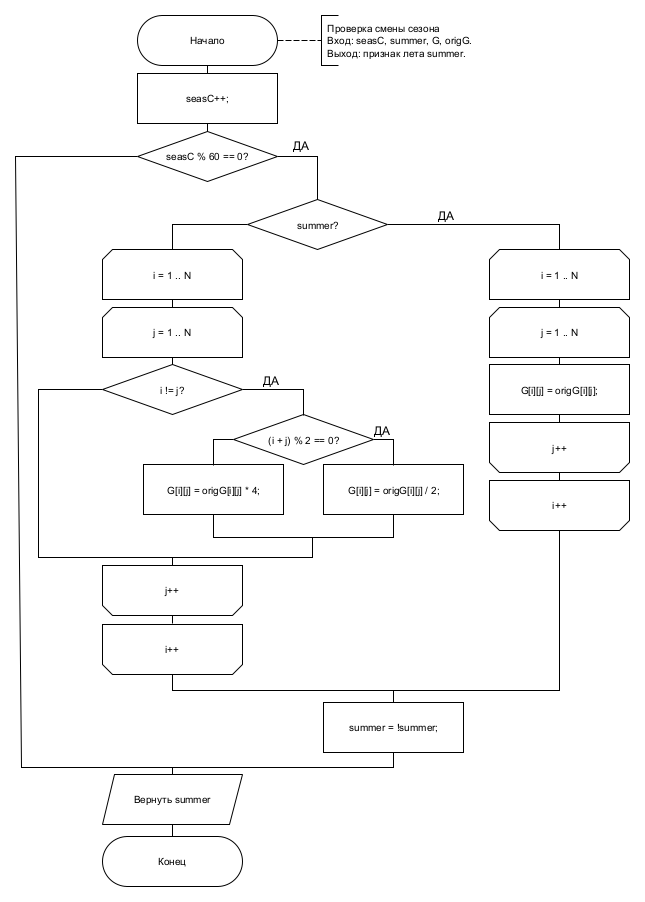 Начало
Проверка смены сезона
Вход: seasC, summer, G, origG.
Выход: признак лета summer.
seasC++;
seasC % 60 == 0?
ДА
summer?
ДА
i = 1 .. N
i = 1 .. N
j = 1 .. N
j = 1 .. N
i != j?
ДА
G[i][j] = origG[i][j];
(i + j) % 2 == 0?
ДА
j++
G[i][j] = origG[i][j] * 4;
G[i][j] = origG[i][j] / 2;
i++
j++
i++
summer = !summer;
Вернуть summer
Конец